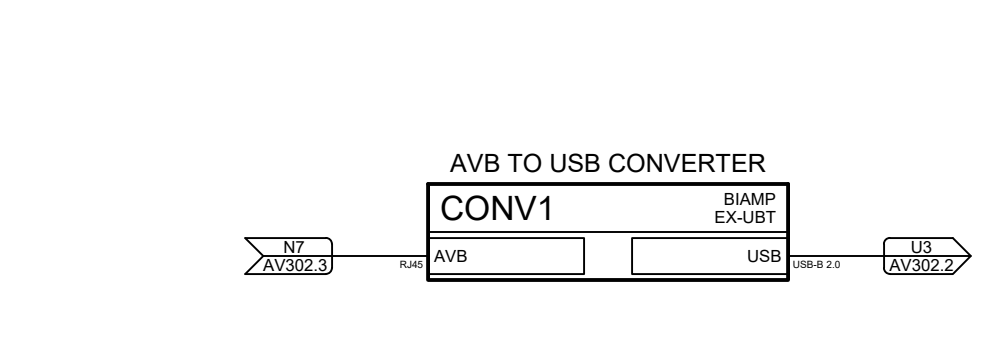 AVB TO USB CONVERTER
CONV1
BIAMP
EX-UBT
N7
AV302.3
RJ45
AVB
USB
USB-B 2.0
U3
AV302.2